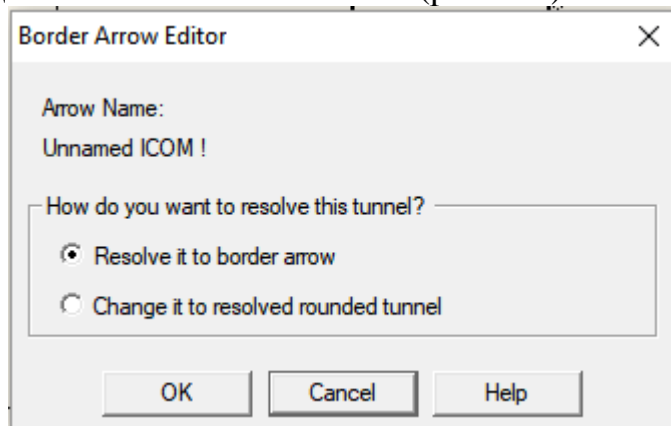 Border Arrow Editor
Arrow Name:
Unnamed ICOM !
How do you want to resolve this tunnel?
Resolve it to border arrow
Change it to resolved rounded tunnel
OK Cancel Help